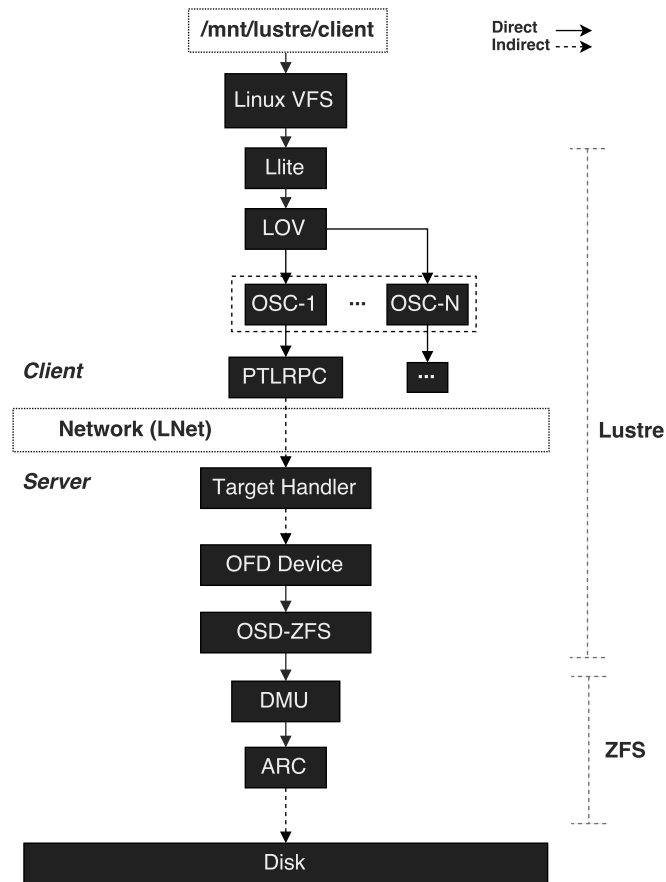 /mnt/lustre/client
Direct
Indirect
Linux VFS
Llite
LOV
OSC-1
...
OSC-N
Client
PTLRPC
...
Network (LNet)
Lustre
Server
Target Handler
OFD Device
OSD-ZFS
DMU
ZFS
ARC
Disk